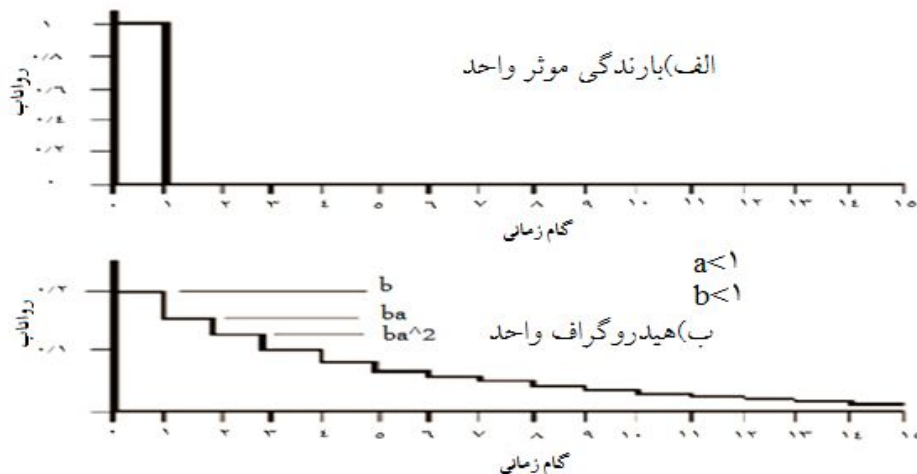 ۱
۰/۸
۰/۶
۰/۴
۰/۲
۰
رواناب
الف)بارندگی موثر واحد
۰ ۱ ۲ ۳ ۴ ۵ ۶ ۷ ۸ ۹ ۱۰ ۱۱ ۱۲ ۱۳ ۱۴ ۱۵
گام زمانی
a<۱
b<۱
ب)هیدروگراف واحد
۰/۲
۰/۱
رواناب
b
ba
ba^2
۰ ۱ ۲ ۳ ۴ ۵ ۶ ۷ ۸ ۹ ۱۰ ۱۱ ۱۲ ۱۳ ۱۴ ۱۵
گام زمانی